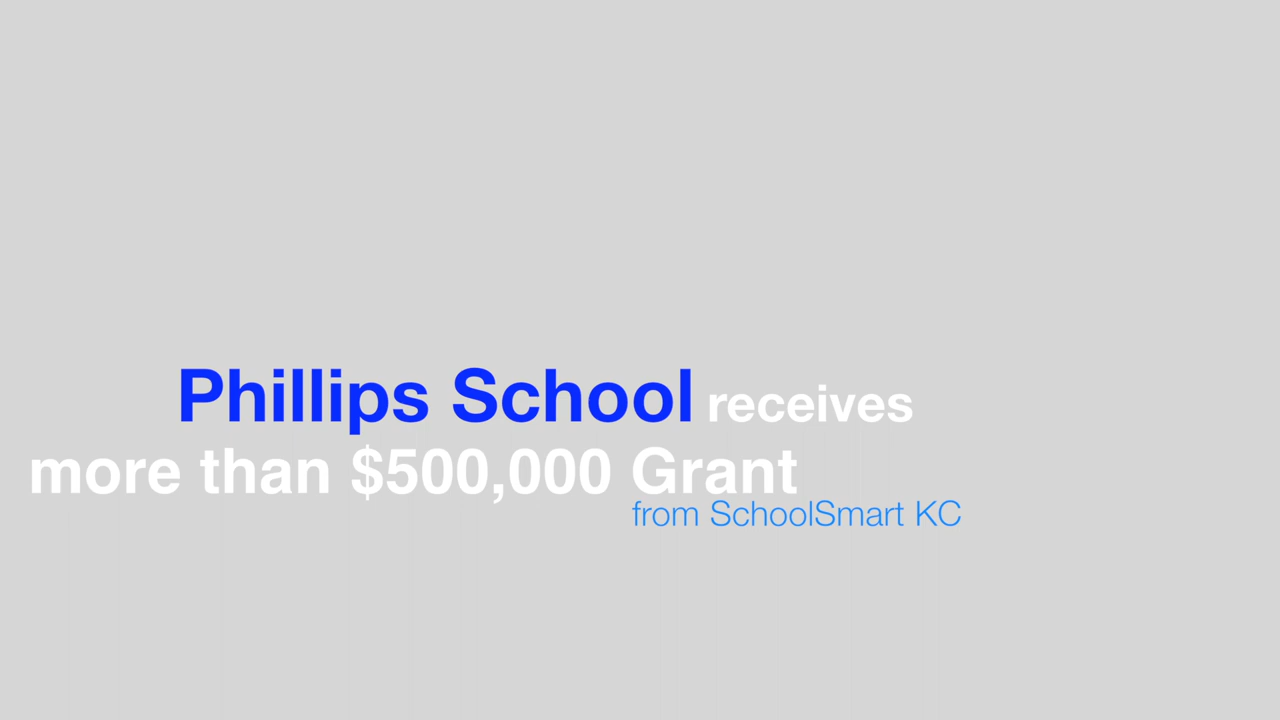 Phillips School receives
more than $500,000 Grant
from SchoolSmart KC